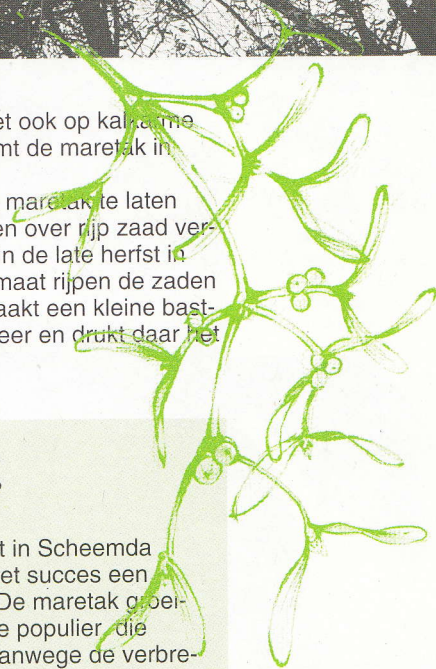 et ook op kalkarme
mt de maretak in
maretak te laten
en over rijp zaad ver-
n de late herfst in
maat rijpen de zaden
aakt een kleine bast-
eer en drukt daar het
t in Scheemda
et succes een
De maretak groei-
e populier, die
anwege de verbre-